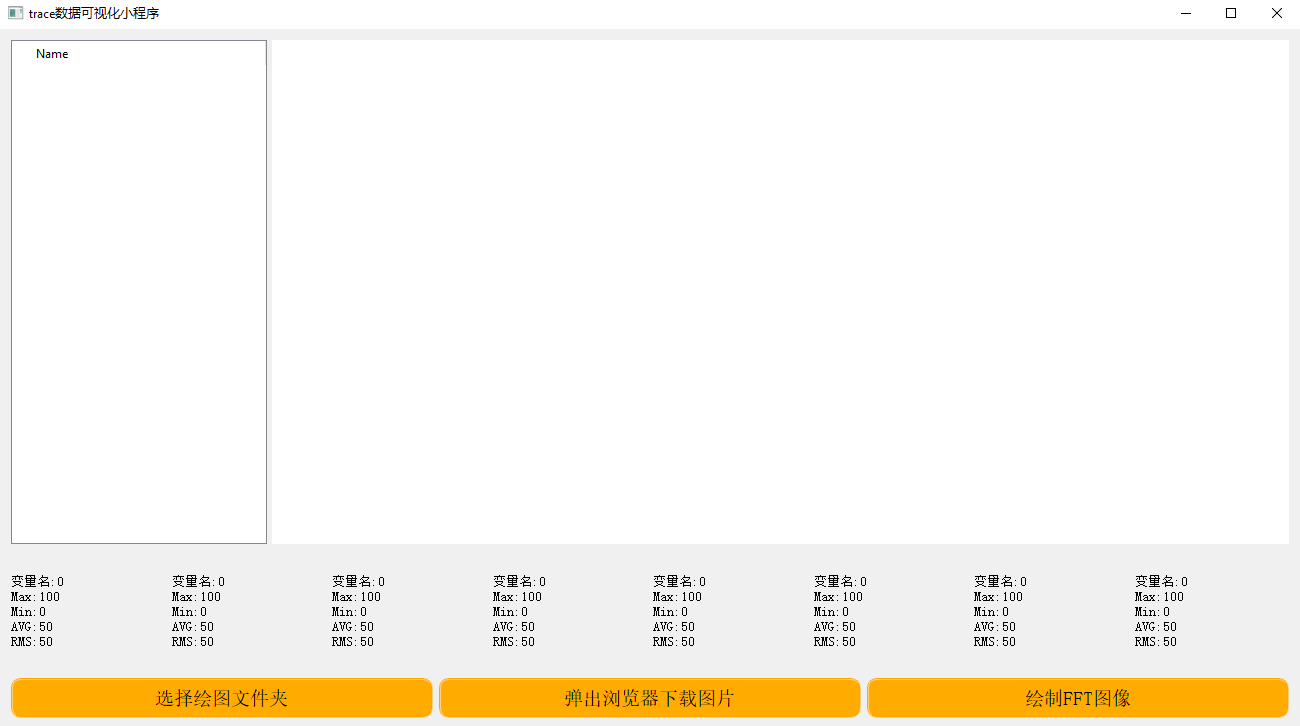 trace数据可视化小程序
Name
变量名:0 变量名:0 变量名:0 变量名:0 变量名:0 变量名:0 变量名:0 变量名:0
Max:100 Max:100 Max:100 Max:100 Max:100 Max:100 Max:100 Max:100
Min:0 Min:0 Min:0 Min:0 Min:0 Min:0 Min:0 Min:0
AVG:50 AVG:50 AVG:50 AVG:50 AVG:50 AVG:50 AVG:50 AVG:50
RMS:50 RMS:50 RMS:50 RMS:50 RMS:50 RMS:50 RMS:50 RMS:50
选择绘图文件夹 弹出浏览器下载图片 绘制FFT图像